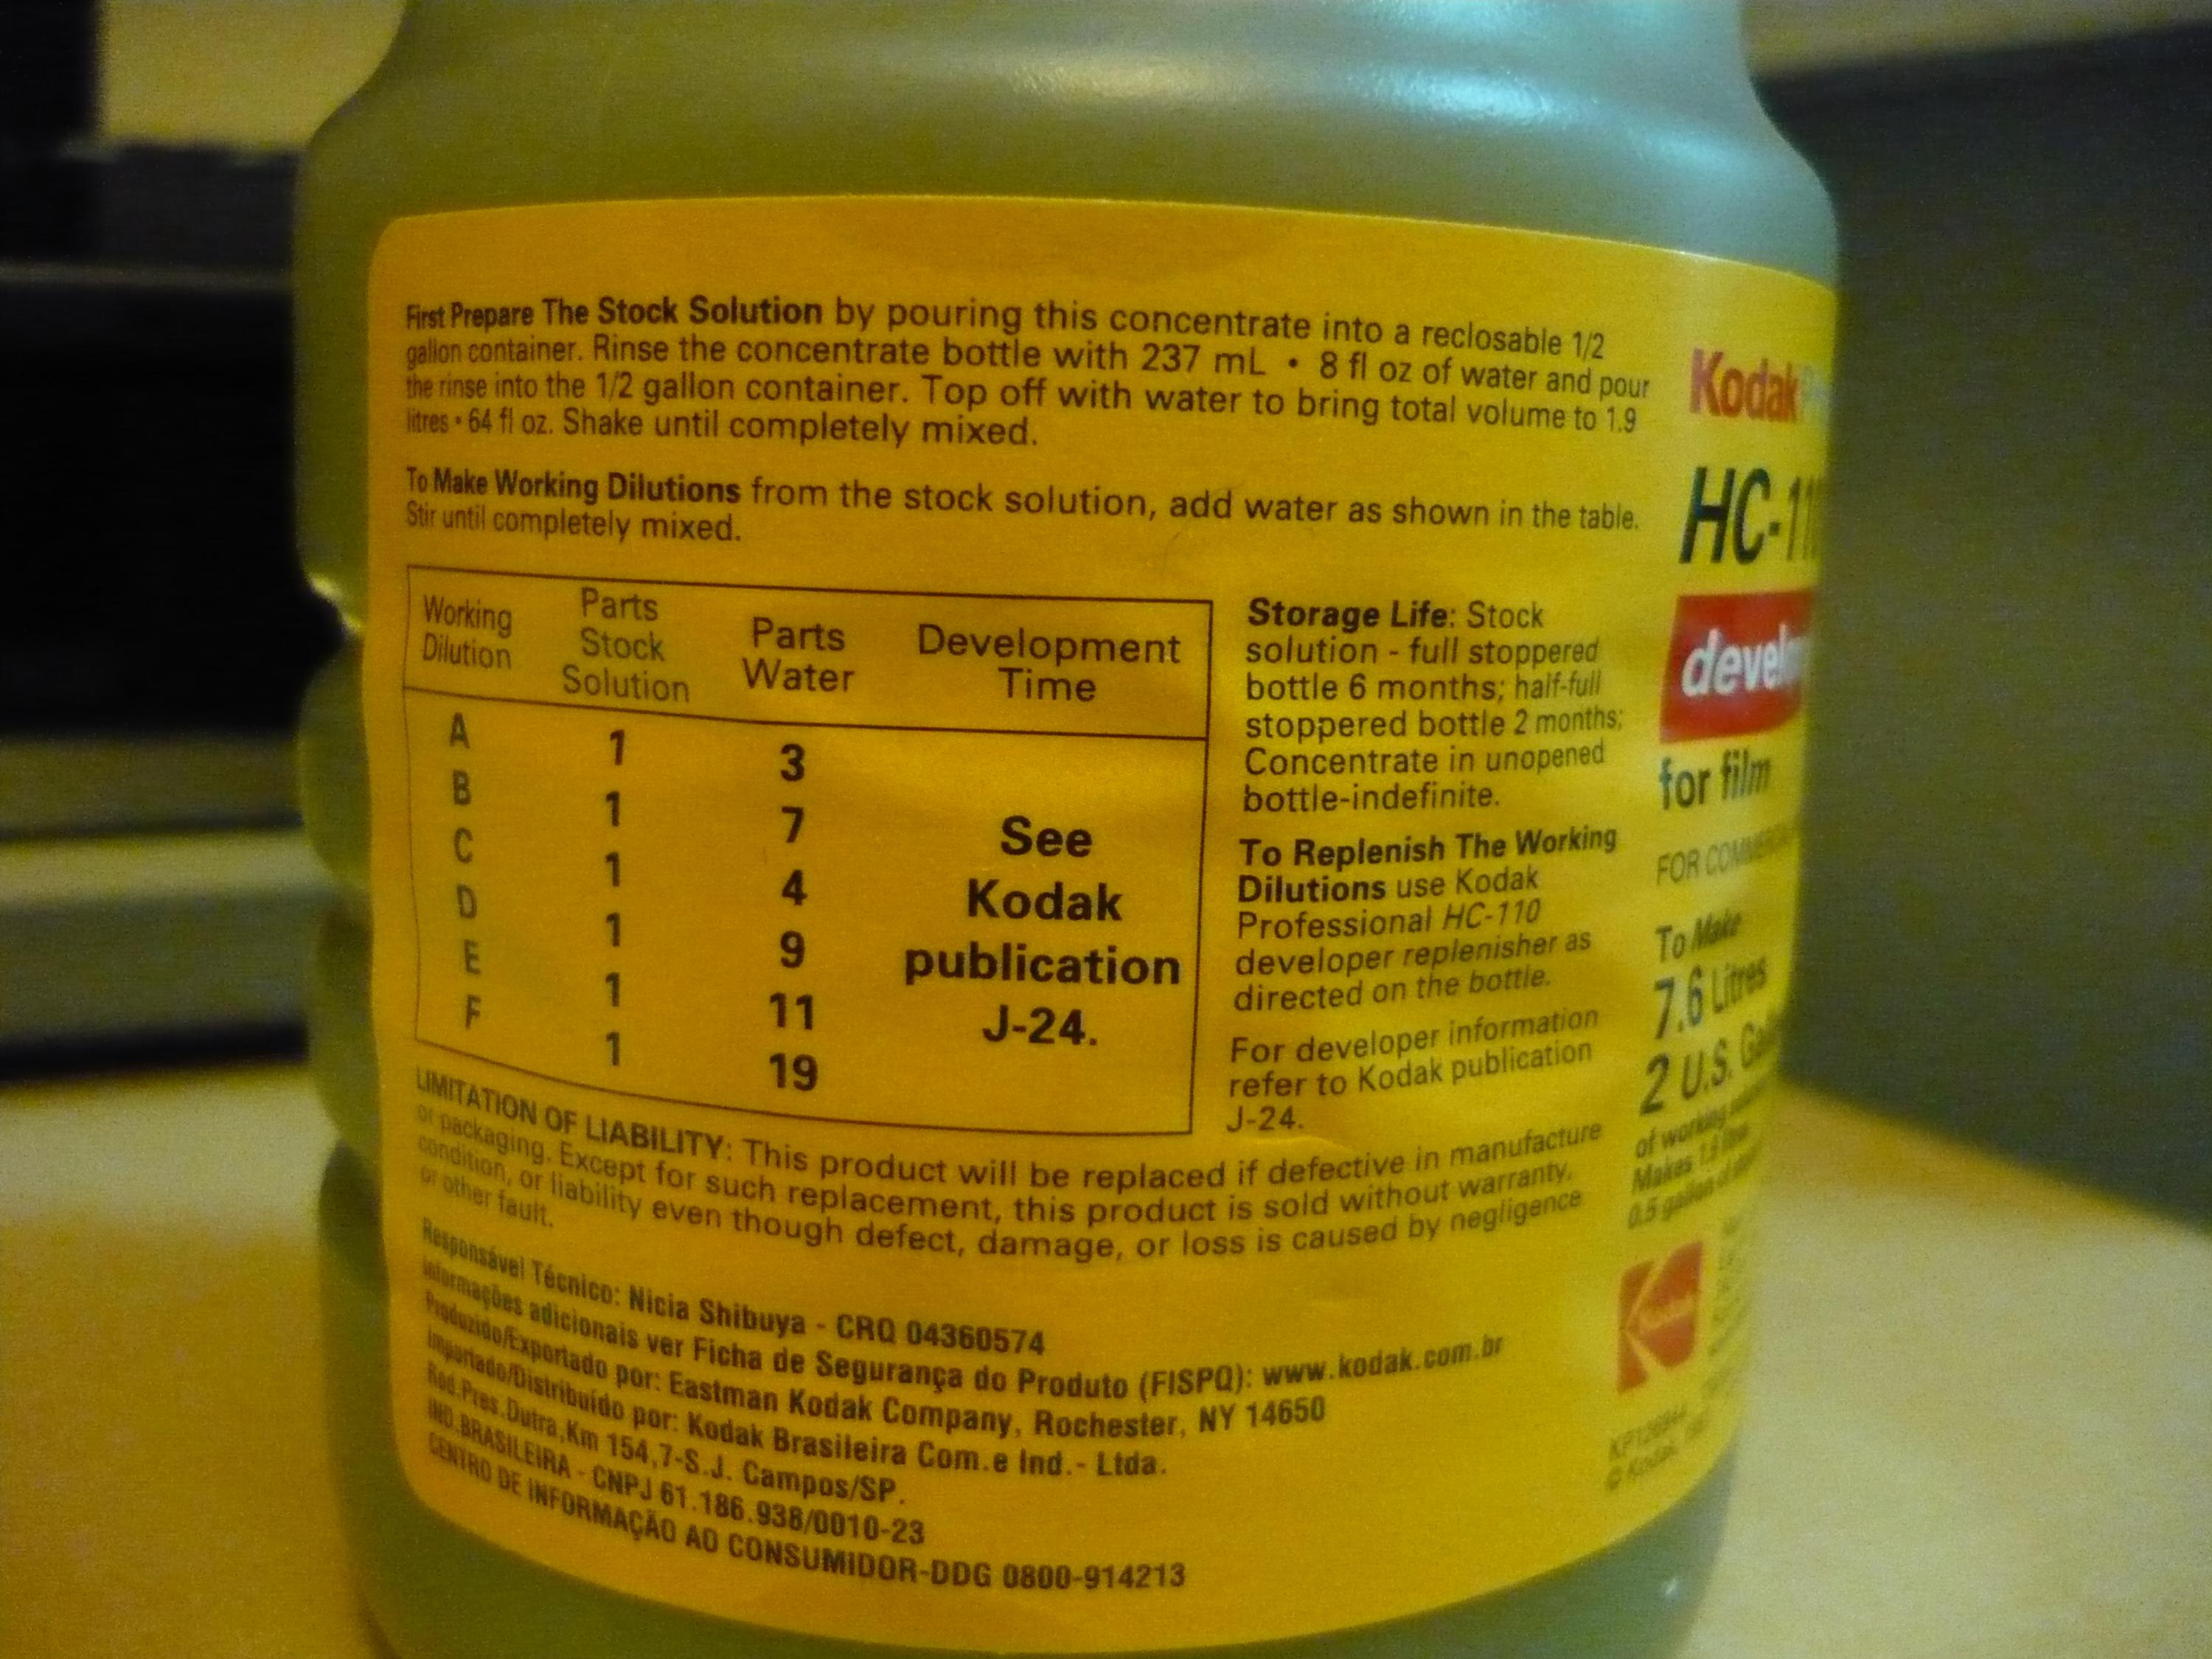 First Prepare The Stock Solution by pouring this concentrate into a reclosable 1/2
gallon container. Rinse the concentrate bottle with 237 mL • 8 fl oz of water and pour
the rinse into the 1/2 gallon container. Top off with water to bring total volume to 1.9
litres • 64 fl oz. Shake until completely mixed.
To Make Working Dilutions from the stock solution, add water as shown in the table.
Stir until completely mixed.
Working Dilution Parts Stock Solution Parts Water Development Time
A 1 3
B 1 7
C 1 4
D 1 9
E 1 11
F 1 19
See
Kodak
publication
J-24.
Storage Life: Stock
solution - full stoppered
bottle 6 months; half-full
stoppered bottle 2 months;
Concentrate in unopened
bottle-indefinite.
To Replenish The Working
Dilutions use Kodak
Professional HC-110
developer replenisher as
directed on the bottle.
For developer information
refer to Kodak publication
J-24.
LIMITATION OF LIABILITY: This product will be replaced if defective in manufacture
or packaging. Except for such replacement, this product is sold without warranty,
condition, or liability even though defect, damage, or loss is caused by negligence
or other fault.
Responsável Técnico: Nicia Shibuya - CRQ 04360574
Informações adicionais ver Ficha de Segurança do Produto (FISPQ): www.kodak.com.br
Produzido/Exportado por: Eastman Kodak Company, Rochester, NY 14650
Importado/Distribuído por: Kodak Brasileira Com.e Ind.- Ltda.
Rod.Pres.Dutra,Km 154,7-S.J. Campos/SP.
IND.BRASILEIRA - CNPJ 61.186.938/0010-23
CENTRO DE INFORMAÇÃO AO CONSUMIDOR-DDG 0800-914213
Kodak
HC-11
develo
for film
FOR
To Make
7.6 Litres
2 U.S.
of working
Makes
0.5 gallon
© Kodak,